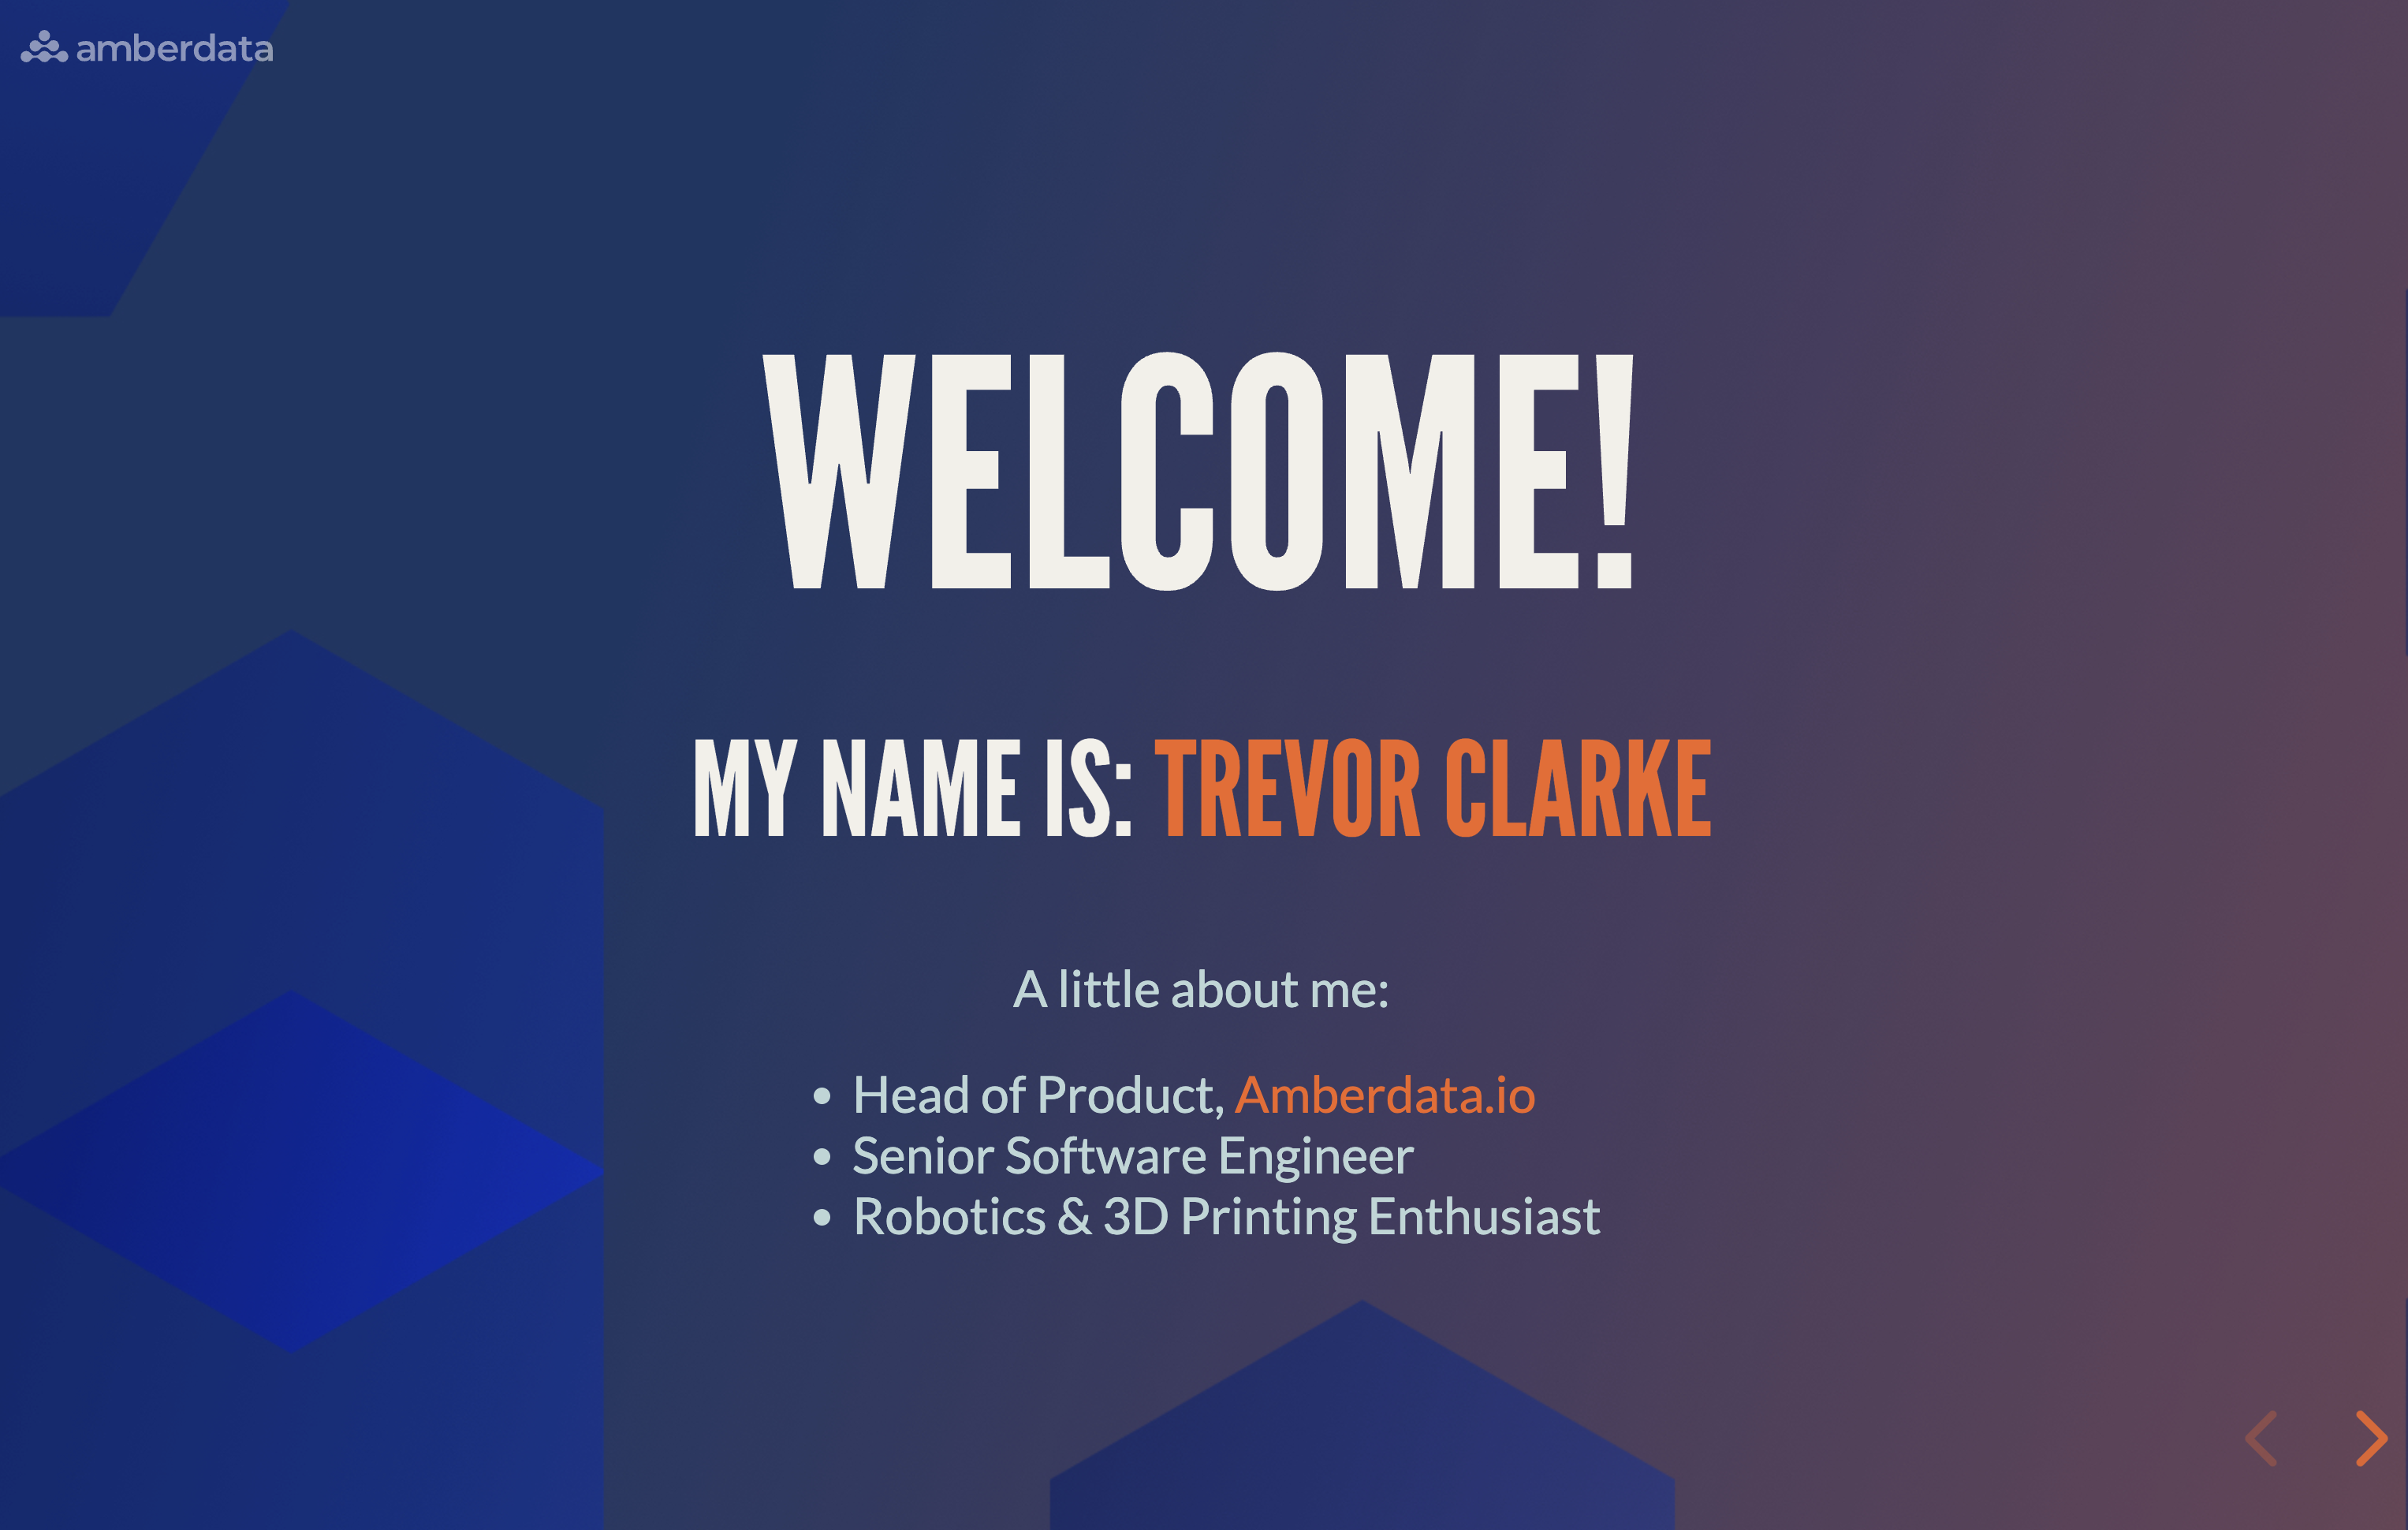 amberdata
WELCOME!
MY NAME IS: TREVOR CLARKE
A little about me:
• Head of Product, Amberdata.io
• Senior Software Engineer
• Robotics & 3D Printing Enthusiast